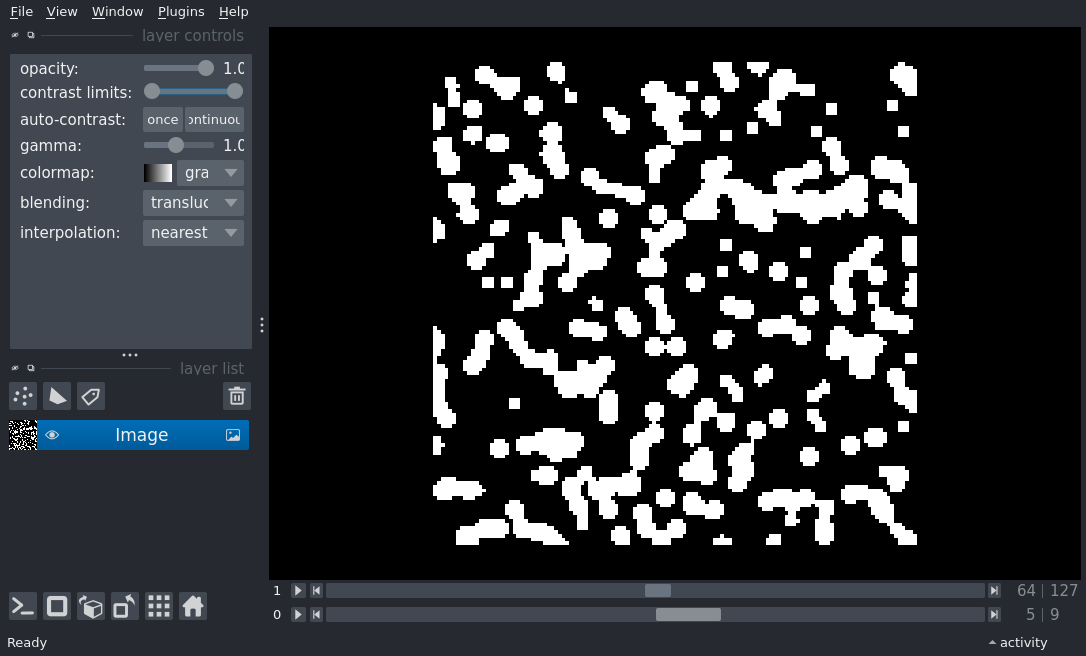 File View Window Plugins Help
layer controls
opacity: 1.0
contrast limits:
auto-contrast: once ontinuou
gamma: 1.0
colormap: gra
blending: transluc
interpolation: nearest
layer list
Image
1 64 | 127
0 5 | 9
Ready activity